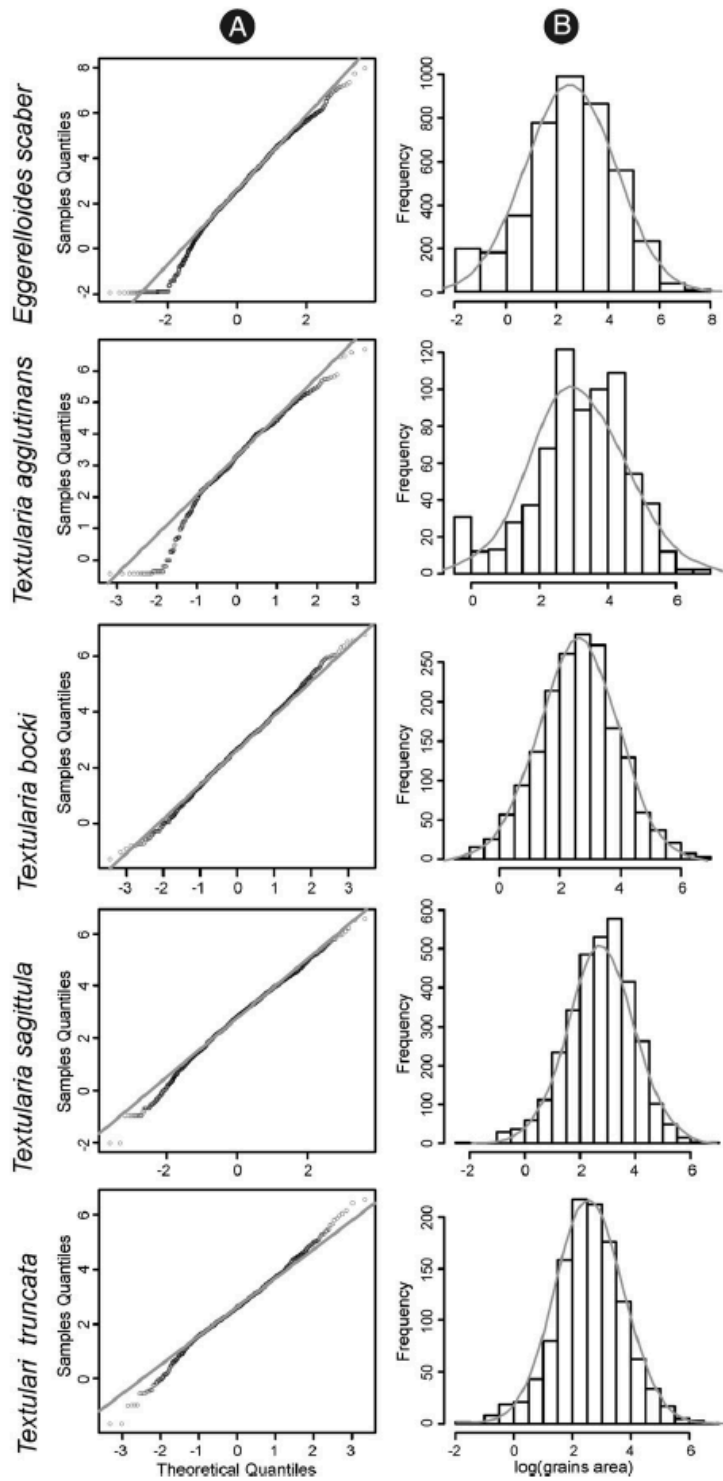 A
B
Eggerelloides scaber
Samples Quantiles
8
6
4
2
0
-2
-2 0 2
Frequency
1000
800
600
400
200
0
-2 0 2 4 6 8
Textularia agglutinans
Samples Quantiles
6
5
4
3
2
1
0
-3 -2 -1 0 1 2 3
Frequency
120
100
80
60
40
20
0
0 2 4 6
Textularia bocki
Samples Quantiles
6
4
2
0
-3 -2 -1 0 1 2 3
Frequency
250
200
150
100
50
0
0 2 4 6
Textularia sagittula
Samples Quantiles
6
4
2
0
-2
-2 0 2
Frequency
600
500
400
300
200
100
0
-2 0 2 4 6
Textulari truncata
Samples Quantiles
6
4
2
0
-3 -2 -1 0 1 2 3
Theoretical Quantiles
Frequency
200
150
100
50
0
-2 0 2 4 6
log(grains area)